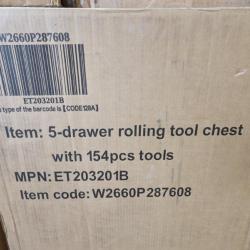 W2660P287608
ET203201B
type of the barcode is【CODE128A】
Item: 5-drawer rolling tool chest
with 154pcs tools
MPN: ET203201B
Item code: W2660P287608